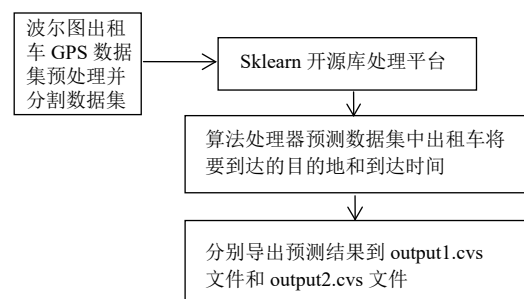 波尔图出租
车 GPS 数据
集预处理并
分割数据集
Sklearn 开源库处理平台
算法处理器预测数据集中出租车将
要到达的目的地和到达时间
分别导出预测结果到 output1.cvs
文件和 output2.cvs 文件